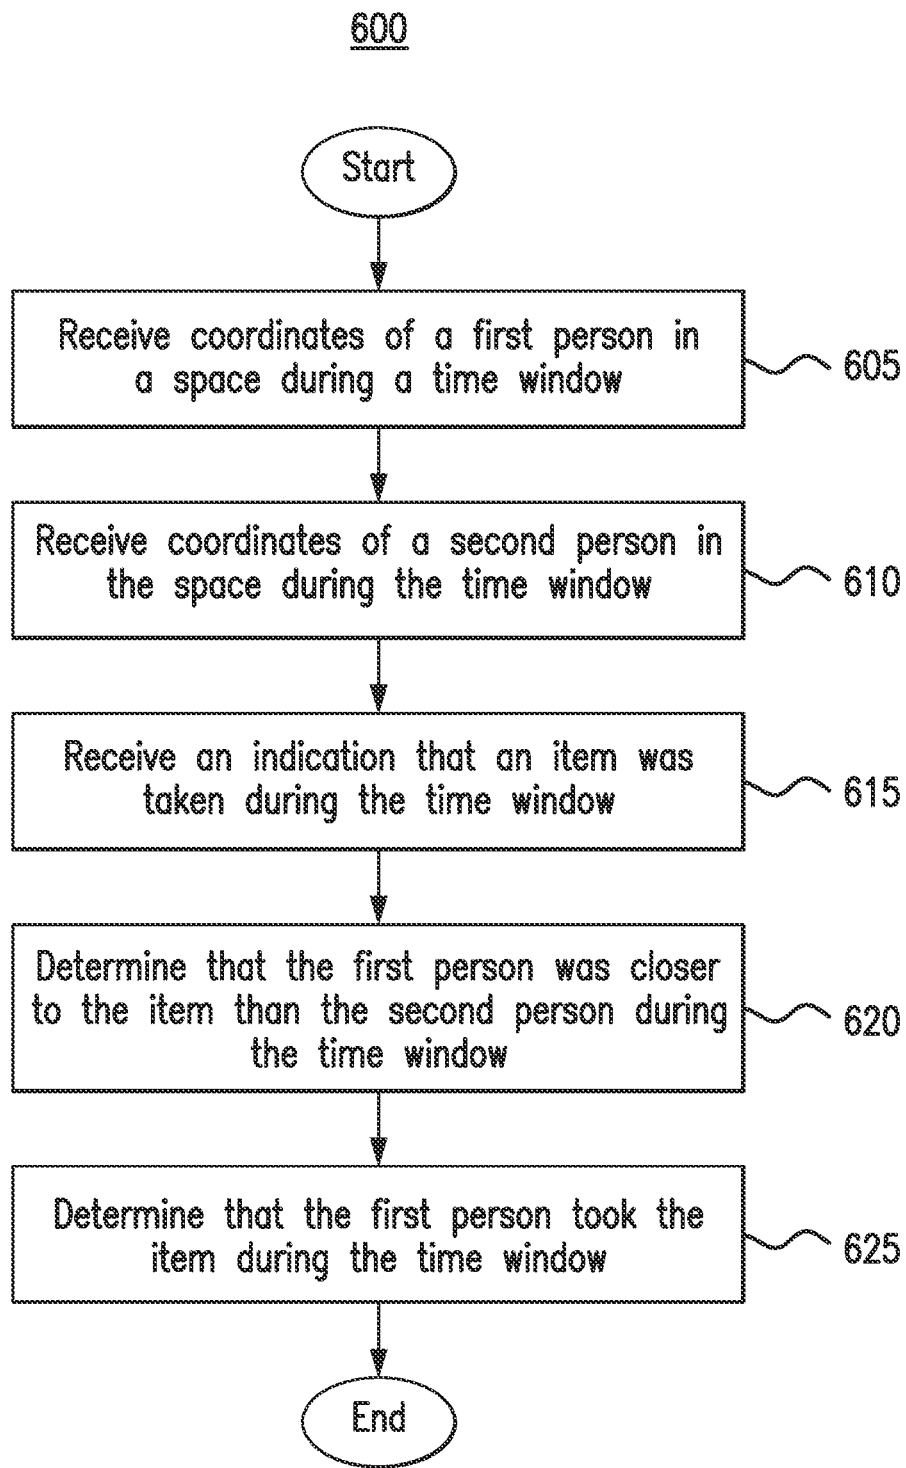 600
Start
Receive coordinates of a first person in
a space during a time window
605
Receive coordinates of a second person in
the space during the time window
610
Receive an indication that an item was
taken during the time window
615
Determine that the first person was closer
to the item than the second person during
the time window
620
Determine that the first person took the
item during the time window
625
End